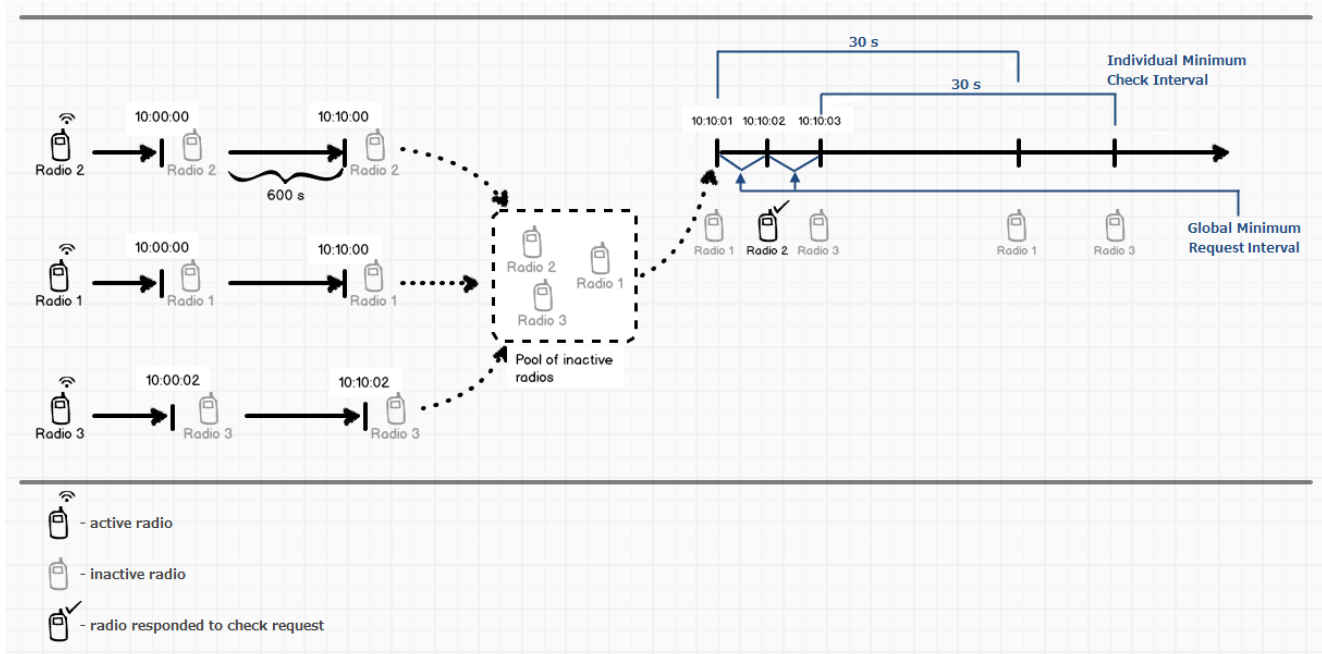 30 s
Individual Minimum
Check Interval
30 s
10:00:00
10:10:00
10:10:01
10:10:02
10:10:03
Radio 2
Radio 2
Radio 2
600 s
Radio 1
Radio 2
Radio 3
Radio 1
Radio 3
Global Minimum
Request Interval
10:00:00
10:10:00
Radio 2
Radio 1
Radio 3
Radio 1
Radio 1
Radio 1
Pool of inactive
radios
10:00:02
10:10:02
Radio 3
Radio 3
Radio 3
- active radio
- inactive radio
- radio responded to check request